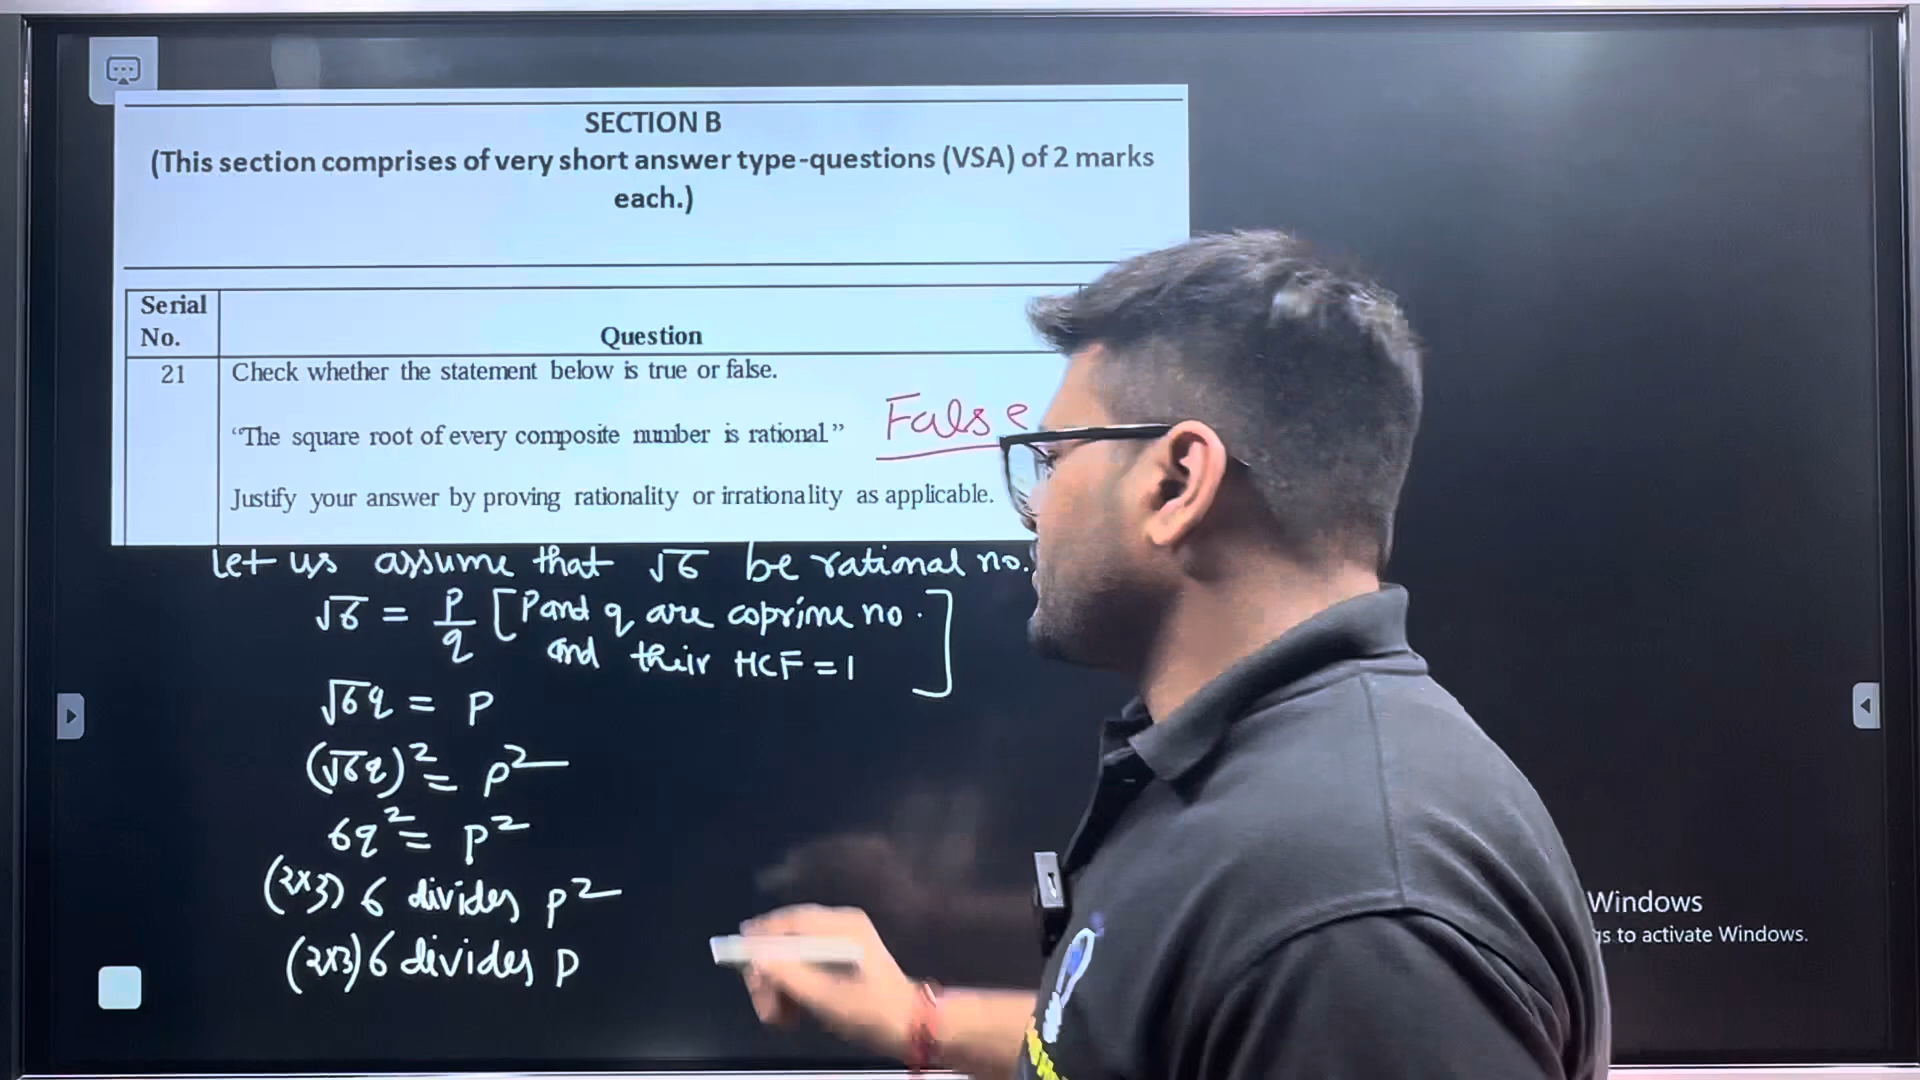 SECTION B
(This section comprises of very short answer type-questions (VSA) of 2 marks
each.)
Serial
No.
Question
21
Check whether the statement below is true or false.
“The square root of every composite number is rational.”
False
Justify your answer by proving rationality or irrationality as applicable.
Let us assume that √6 be rational no.
√6 = p/q [P and q are coprime no.
and their HCF = 1]
√6q = P
(√6q)² = p²
6q² = p²
(2×3) 6 divides p²
(2×3) 6 divides p
Windows
s to activate Windows.